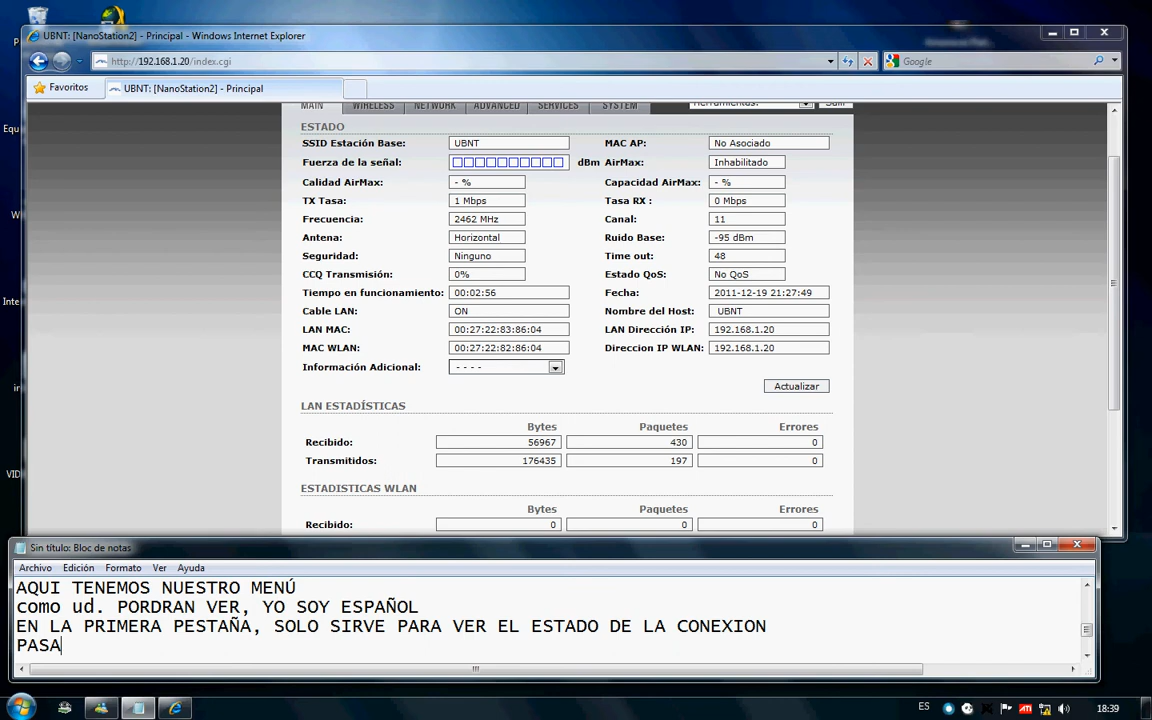 UBNT: [NanoStation2] - Principal - Windows Internet Explorer
http://192.168.1.20/index.cgi
Google
Favoritos
UBNT: [NanoStation2] - Principal
MAIN WIRELESS NETWORK ADVANCED SERVICES SYSTEM Herramientas: Salir
ESTADO
SSID Estación Base: UBNT MAC AP: No Asociado
Fuerza de la señal: dBm AirMax: Inhabilitado
Calidad AirMax: - % Capacidad AirMax: - %
TX Tasa: 1 Mbps Tasa RX : 0 Mbps
Frecuencia: 2462 MHz Canal: 11
Antena: Horizontal Ruido Base: -95 dBm
Seguridad: Ninguno Time out: 48
CCQ Transmisión: 0% Estado QoS: No QoS
Tiempo en funcionamiento: 00:02:56 Fecha: 2011-12-19 21:27:49
Cable LAN: ON Nombre del Host: UBNT
LAN MAC: 00:27:22:83:86:04 LAN Dirección IP: 192.168.1.20
MAC WLAN: 00:27:22:82:86:04 Direccion IP WLAN: 192.168.1.20
Información Adicional: - - - -
Actualizar
LAN ESTADÍSTICAS
Bytes Paquetes Errores
Recibido: 56967 430 0
Transmitidos: 176435 197 0
ESTADISTICAS WLAN
Bytes Paquetes Errores
Recibido: 0 0 0
Sin título: Bloc de notas
Archivo Edición Formato Ver Ayuda
AQUI TENEMOS NUESTRO MENÚ
como ud. PORDRAN VER, YO SOY ESPAÑOL
EN LA PRIMERA PESTAÑA, SOLO SIRVE PARA VER EL ESTADO DE LA CONEXION
PASA
Equ
Inte
VID
ES
ATI
18:39